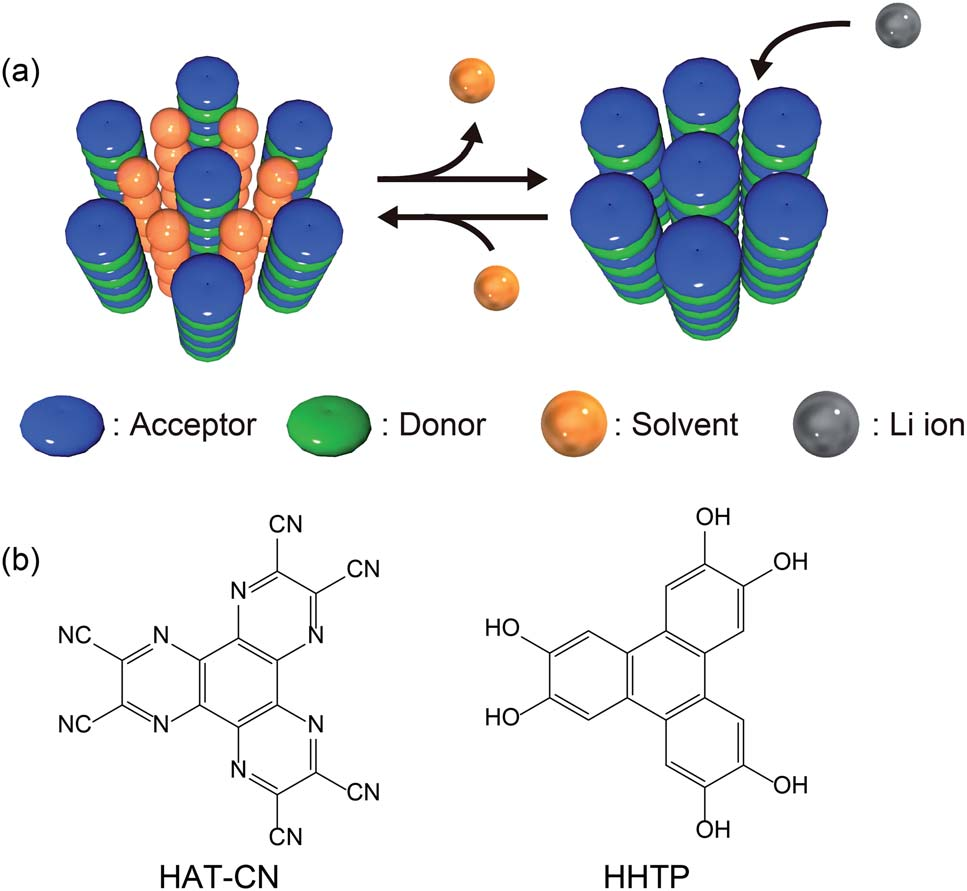 (a)
: Acceptor : Donor : Solvent : Li ion
(b)
CN
CN
N
N
NC
N
NC
N
N
N
CN
CN
HAT-CN
OH
OH
HO
HO
OH
OH
HHTP